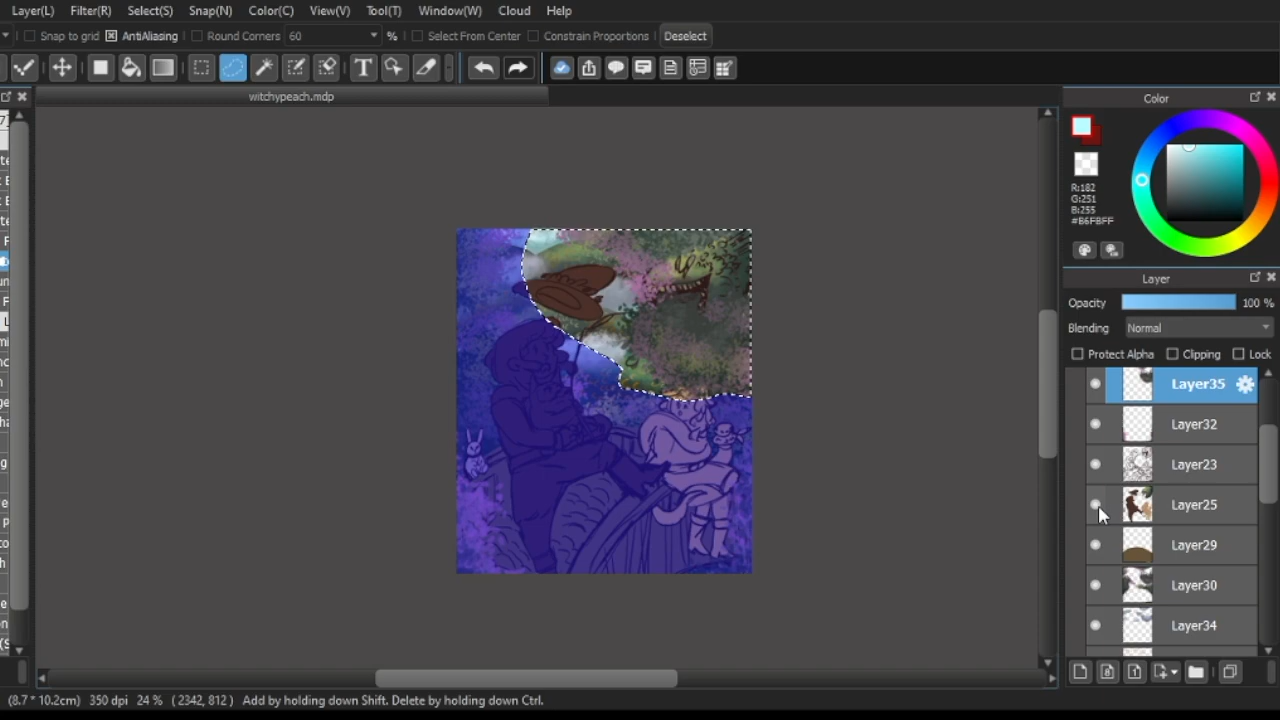 Layer(L) Filter(R) Select(S) Snap(N) Color(C) View(V) Tool(T) Window(W) Cloud Help
Snap to grid AntiAliasing Round Corners 60 % Select From Center Constrain Proportions Deselect
witchypeach.mdp
Color
R:182
G:251
B:255
#B6FBFF
Layer
Opacity 100 %
Blending Normal
Protect Alpha Clipping Lock
Layer35
Layer32
Layer23
Layer25
Layer29
Layer30
Layer34
(8.7 * 10.2cm) 350 dpi 24 % ( 2342, 812 ) Add by holding down Shift. Delete by holding down Ctrl.